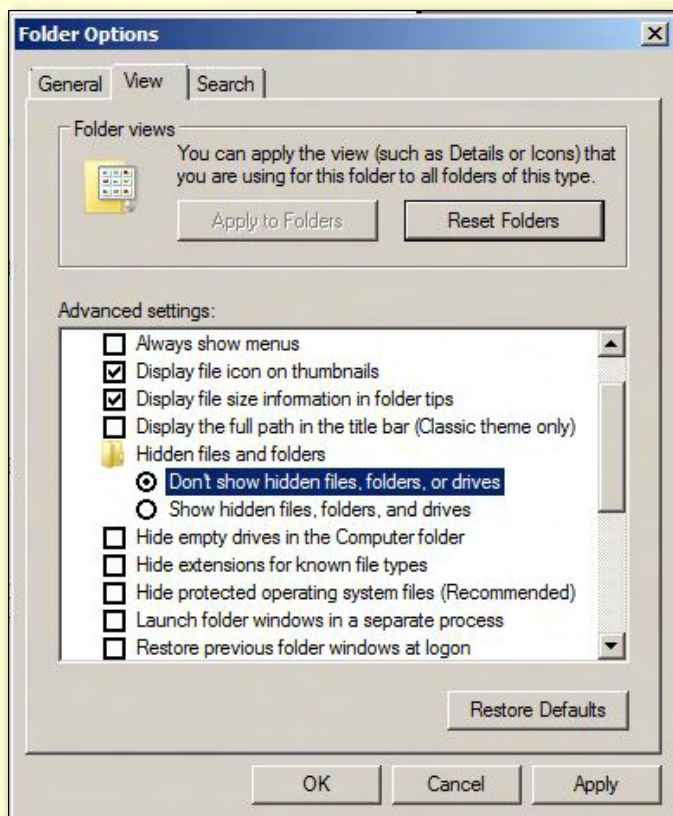 Folder Options
General
View
Search
Folder views
You can apply the view (such as Details or Icons) that
you are using for this folder to all folders of this type.
Apply to Folders
Reset Folders
Advanced settings:
Always show menus
Display file icon on thumbnails
Display file size information in folder tips
Display the full path in the title bar (Classic theme only)
Hidden files and folders
Don't show hidden files, folders, or drives
Show hidden files, folders, and drives
Hide empty drives in the Computer folder
Hide extensions for known file types
Hide protected operating system files (Recommended)
Launch folder windows in a separate process
Restore previous folder windows at logon
Restore Defaults
OK
Cancel
Apply